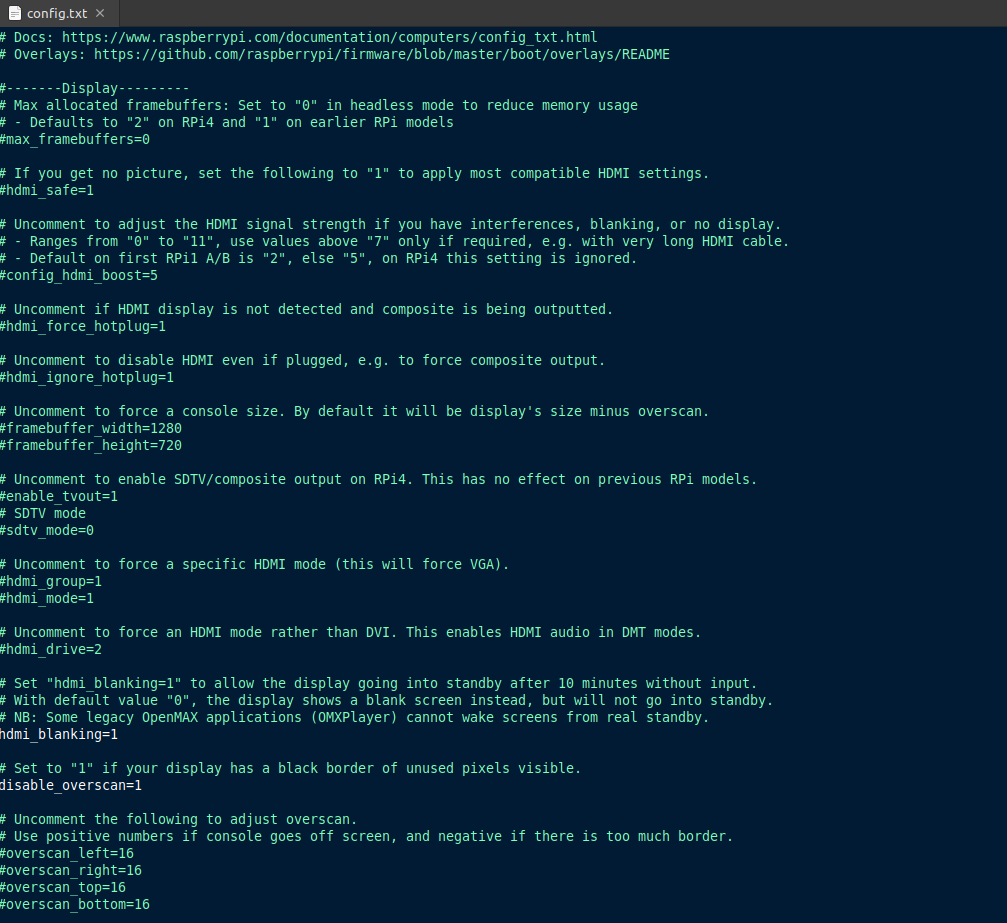 config.txt
# Docs: https://www.raspberrypi.com/documentation/computers/config_txt.html
# Overlays: https://github.com/raspberrypi/firmware/blob/master/boot/overlays/README
#-------Display---------
# Max allocated framebuffers: Set to "0" in headless mode to reduce memory usage
# - Defaults to "2" on RPi4 and "1" on earlier RPi models
#max_framebuffers=0
# If you get no picture, set the following to "1" to apply most compatible HDMI settings.
#hdmi_safe=1
# Uncomment to adjust the HDMI signal strength if you have interferences, blanking, or no display.
# - Ranges from "0" to "11", use values above "7" only if required, e.g. with very long HDMI cable.
# - Default on first RPi1 A/B is "2", else "5", on RPi4 this setting is ignored.
#config_hdmi_boost=5
# Uncomment if HDMI display is not detected and composite is being outputted.
#hdmi_force_hotplug=1
# Uncomment to disable HDMI even if plugged, e.g. to force composite output.
#hdmi_ignore_hotplug=1
# Uncomment to force a console size. By default it will be display's size minus overscan.
#framebuffer_width=1280
#framebuffer_height=720
# Uncomment to enable SDTV/composite output on RPi4. This has no effect on previous RPi models.
#enable_tvout=1
# SDTV mode
#sdtv_mode=0
# Uncomment to force a specific HDMI mode (this will force VGA).
#hdmi_group=1
#hdmi_mode=1
# Uncomment to force an HDMI mode rather than DVI. This enables HDMI audio in DMT modes.
#hdmi_drive=2
# Set "hdmi_blanking=1" to allow the display going into standby after 10 minutes without input.
# With default value "0", the display shows a blank screen instead, but will not go into standby.
# NB: Some legacy OpenMAX applications (OMXPlayer) cannot wake screens from real standby.
hdmi_blanking=1
# Set to "1" if your display has a black border of unused pixels visible.
disable_overscan=1
# Uncomment the following to adjust overscan.
# Use positive numbers if console goes off screen, and negative if there is too much border.
#overscan_left=16
#overscan_right=16
#overscan_top=16
#overscan_bottom=16